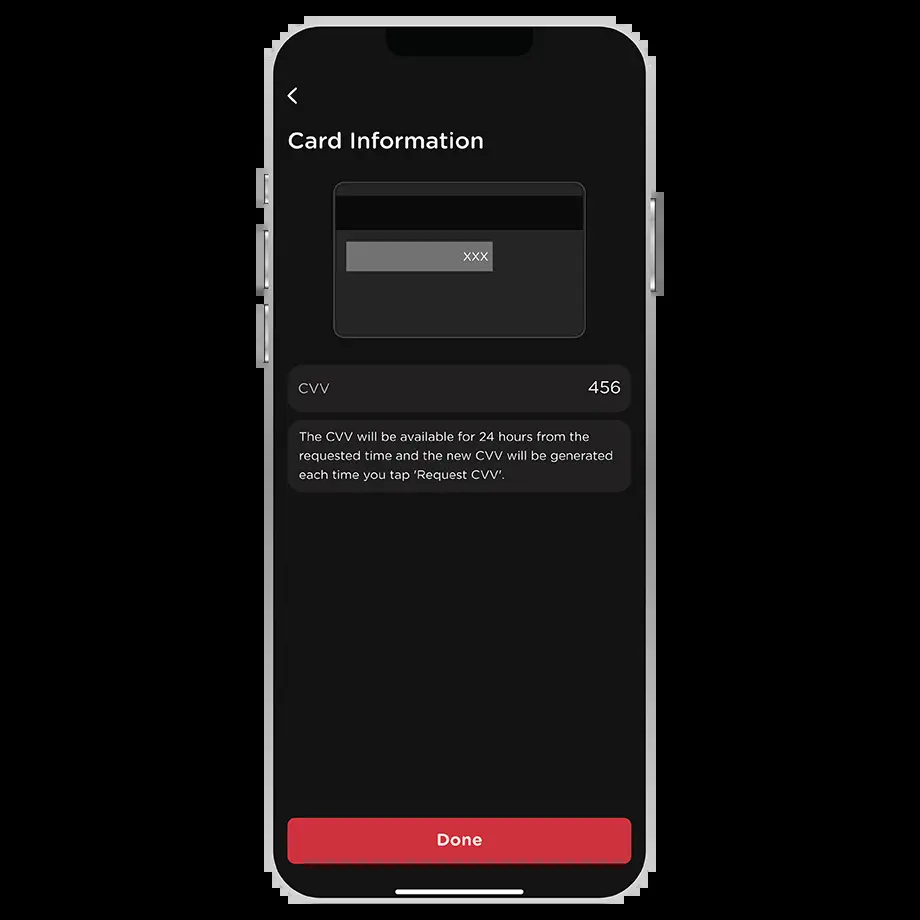 Card Information
XXX
CVV 456
The CVV will be available for 24 hours from the
requested time and the new CVV will be generated
each time you tap 'Request CVV'.
Done